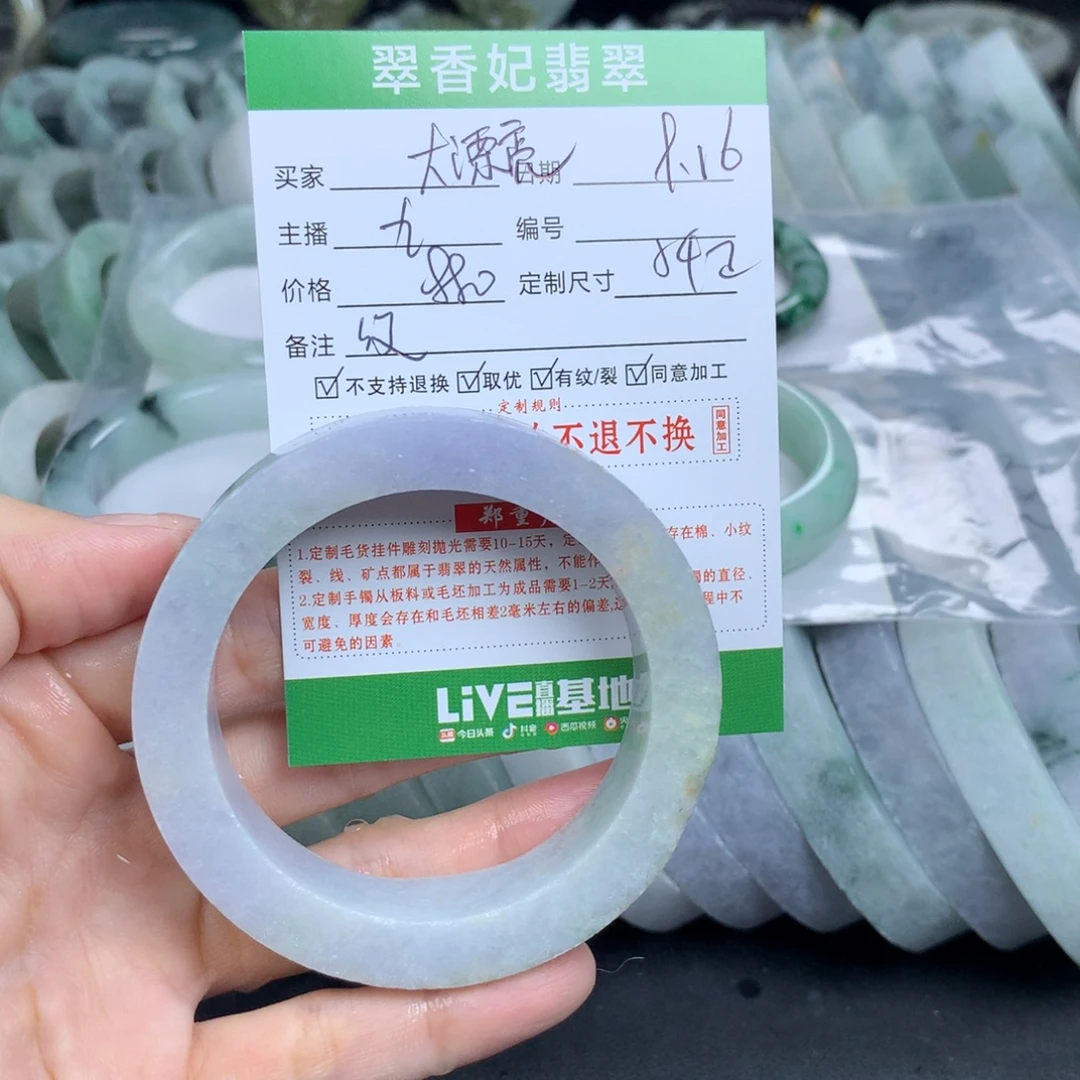 翠香妃翡翠
买家 日期 8.16
主播 九 编号
价格 定制尺寸
备注 纹
☑不支持退换 ☑取优 ☑有纹/裂 ☑同意加工
定制规则
不退不换 同意加工
郑重
1.定制毛货挂件雕刻抛光需要10-15天，定 存在棉、小纹
裂、线、矿点都属于翡翠的天然属性，不能作
2.定制手镯从板料或毛坯加工为成品需要1-2天 的直径、
宽度、厚度会存在和毛坯相差2毫米左右的偏差,这 程中不
可避免的因素.
LiVE直播基地
今日头条 抖音 西瓜视频 火